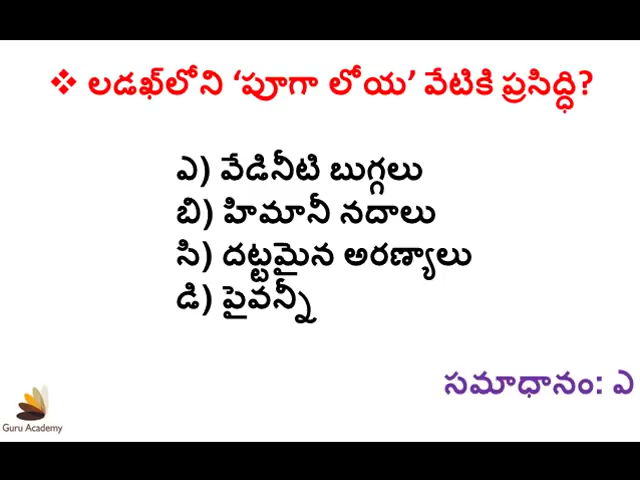 ❖ లడఖ్‌లోని ‘పూగా లోయ’ వేటికి ప్రసిద్ధి?
ఎ) వేడినీటి బుగ్గలు
బి) హిమానీ నదాలు
సి) దట్టమైన అరణ్యాలు
డి) పైవన్నీ
సమాధానం: ఎ
Guru Academy